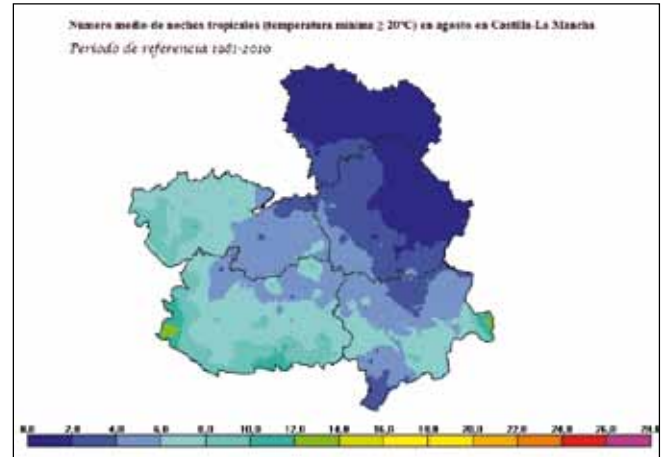 Número medio de noches tropicales (temperatura mínima ≥ 20ºC) en agosto en Castilla-La Mancha
Periodo de referencia 1981-2010
0,0 2,0 4,0 6,0 8,0 10,0 12,0 14,0 16,0 18,0 20,0 22,0 24,0 26,0 28,0